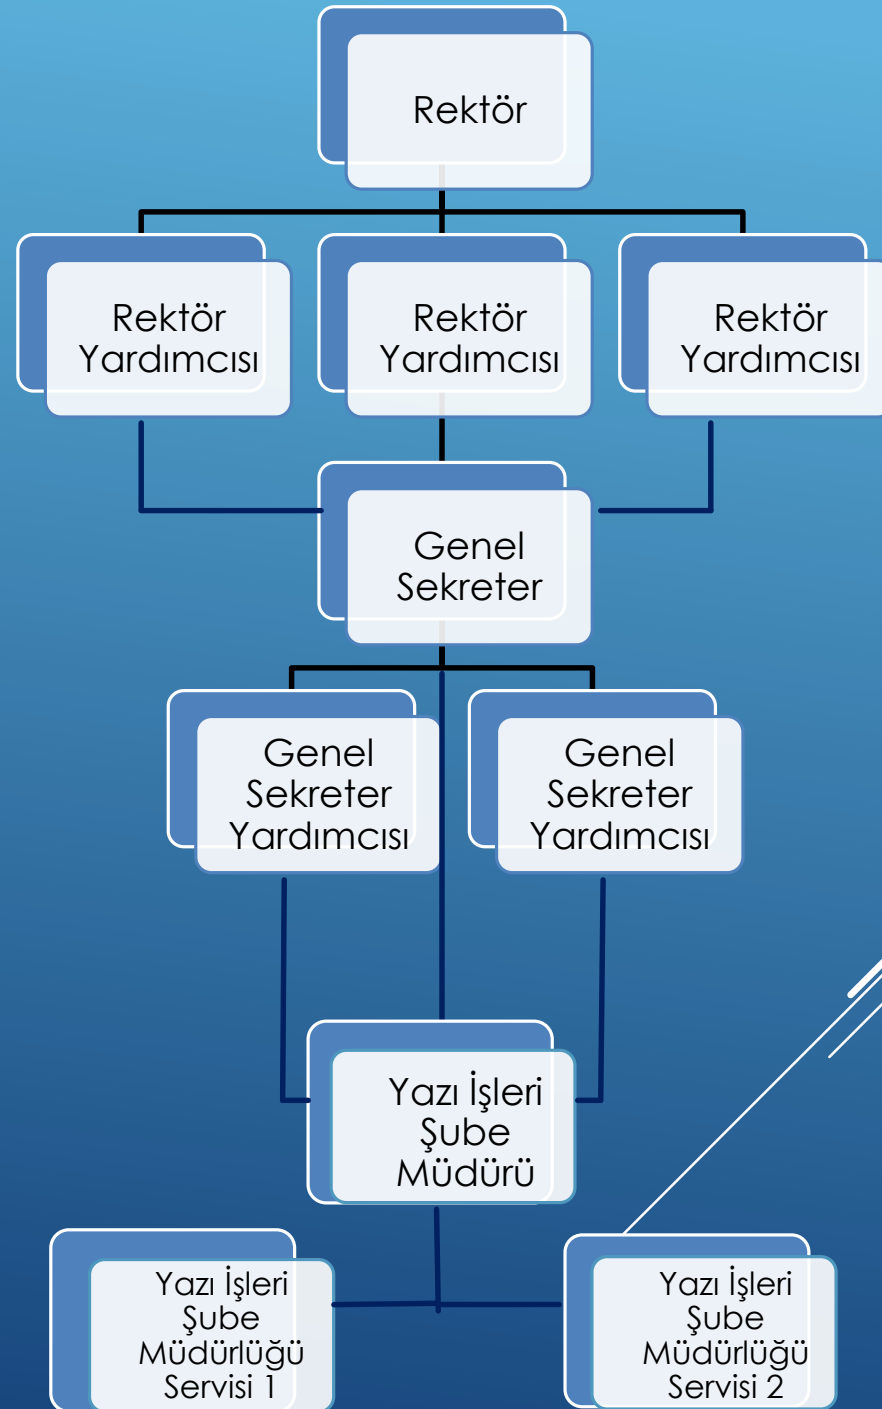 Rektör
Rektör
Yardımcısı
Rektör
Yardımcısı
Rektör
Yardımcısı
Genel
Sekreter
Genel
Sekreter
Yardımcısı
Genel
Sekreter
Yardımcısı
Yazı İşleri
Şube
Müdürü
Yazı İşleri
Şube
Müdürlüğü
Servisi 1
Yazı İşleri
Şube
Müdürlüğü
Servisi 2